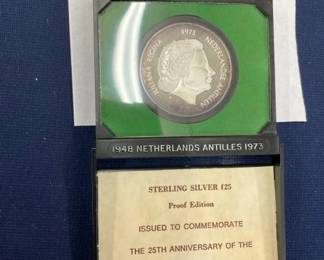 JULIANA REGINA 1973 NEDERLANDSE ANTILLEN
1948 NETHERLANDS ANTILLES 1973
STERLING SILVER f25
Proof Edition
ISSUED TO COMMEMORATE
THE 25TH ANNIVERSARY OF THE